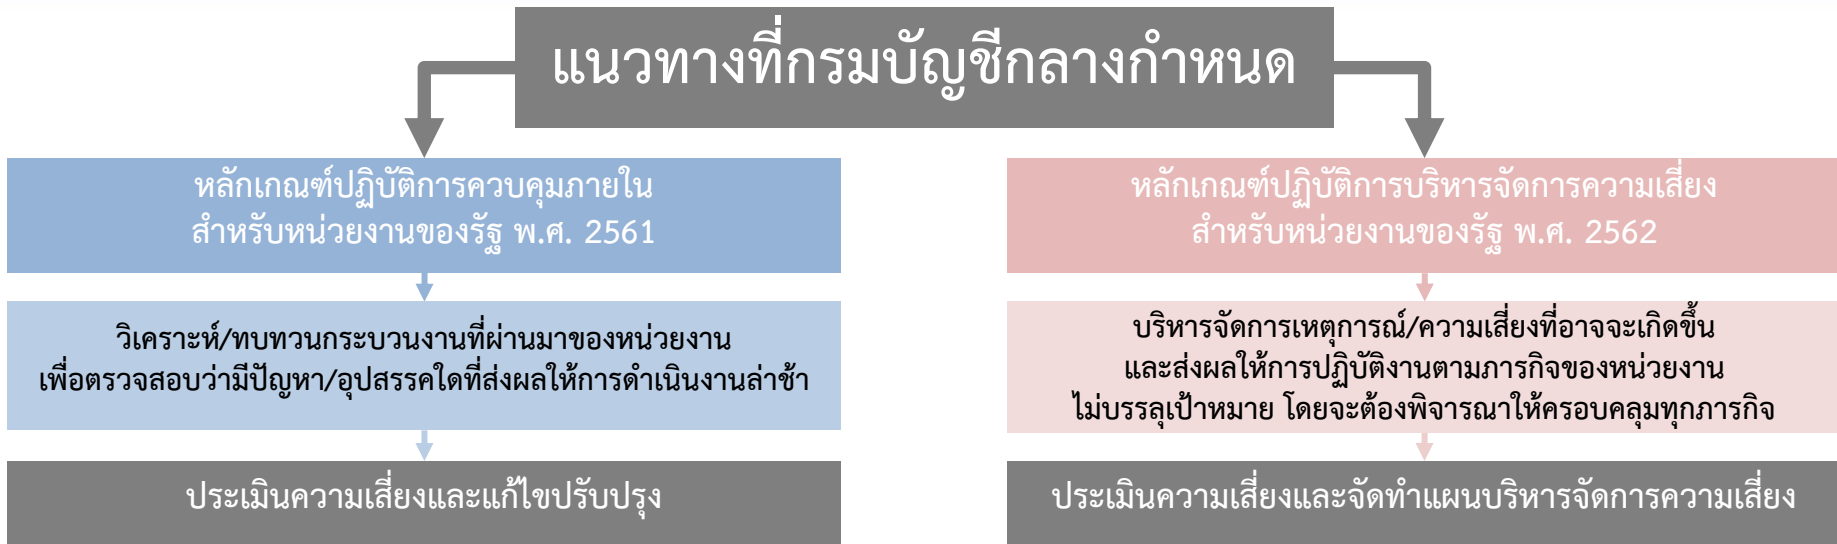 แนวทางที่กรมบัญชีกลางกำหนด
หลักเกณฑ์ปฏิบัติการควบคุมภายใน
สำหรับหน่วยงานของรัฐ พ.ศ. 2561
วิเคราะห์/ทบทวนกระบวนงานที่ผ่านมาของหน่วยงาน
เพื่อตรวจสอบว่ามีปัญหา/อุปสรรคใดที่ส่งผลให้การดำเนินงานล่าช้า
ประเมินความเสี่ยงและแก้ไขปรับปรุง
หลักเกณฑ์ปฏิบัติการบริหารจัดการความเสี่ยง
สำหรับหน่วยงานของรัฐ พ.ศ. 2562
บริหารจัดการเหตุการณ์/ความเสี่ยงที่อาจจะเกิดขึ้น
และส่งผลให้การปฏิบัติงานตามภารกิจของหน่วยงาน
ไม่บรรลุเป้าหมาย โดยจะต้องพิจารณาให้ครอบคลุมทุกภารกิจ
ประเมินความเสี่ยงและจัดทำแผนบริหารจัดการความเสี่ยง